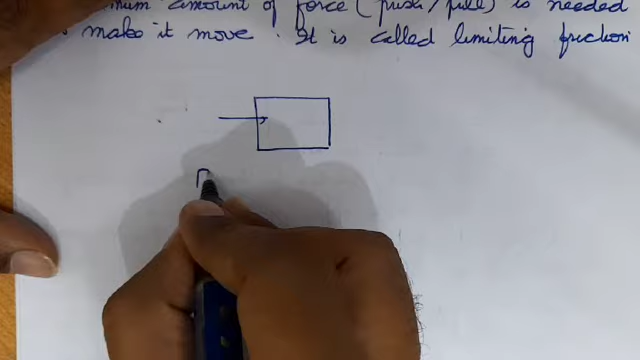 amount of force (push/pull) is needed
make it move. It is called limiting friction